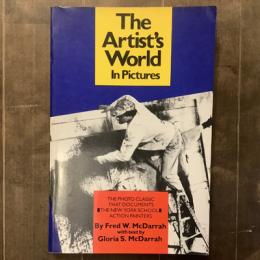 The
Artist's
World
In Pictures
THE PHOTO CLASSIC
THAT DOCUMENTS
THE NEW YORK SCHOOL
ACTION PAINTERS
By Fred W. McDarrah
with text by
Gloria S. McDarrah